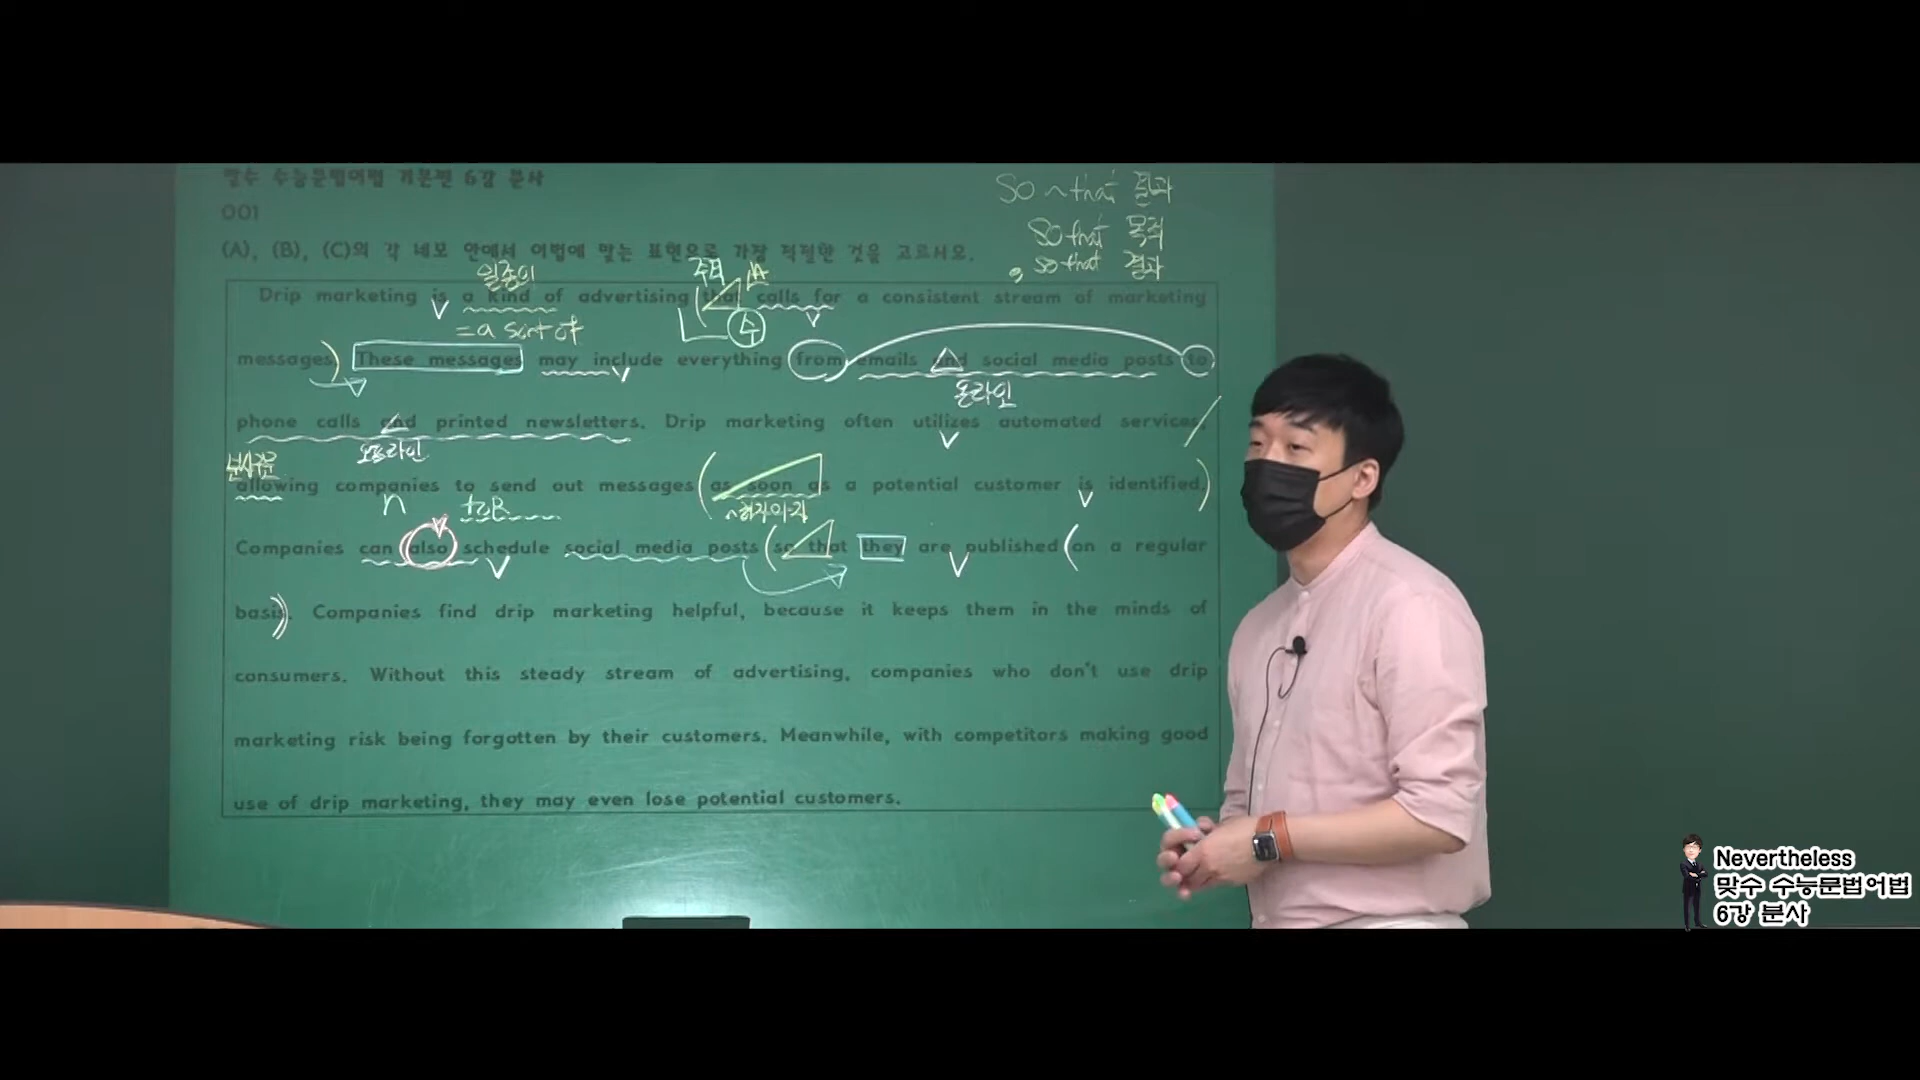 맞수 수능문법어법 기본편 6강 분사
001
(A), (B), (C)의 각 네모 안에서 어법에 맞는 표현으로 가장 적절한 것을 고르시오.
so ~ that 결과
so that 목적
, so that 결과
일종의
주격
Drip marketing is a kind of advertising that calls for a consistent stream of marketing
= a sort of
수
messages. These messages may include everything from emails and social media posts to
온라인
phone calls and printed newsletters. Drip marketing often utilizes automated services,
오프라인
분사구문
allowing companies to send out messages as soon as a potential customer is identified.
n
to R
~하자마자
Companies can also schedule social media posts so that they are published on a regular
basis. Companies find drip marketing helpful, because it keeps them in the minds of
consumers. Without this steady stream of advertising, companies who don't use drip
marketing risk being forgotten by their customers. Meanwhile, with competitors making good
use of drip marketing, they may even lose potential customers.
Nevertheless
맞수 수능문법어법
6강 분사